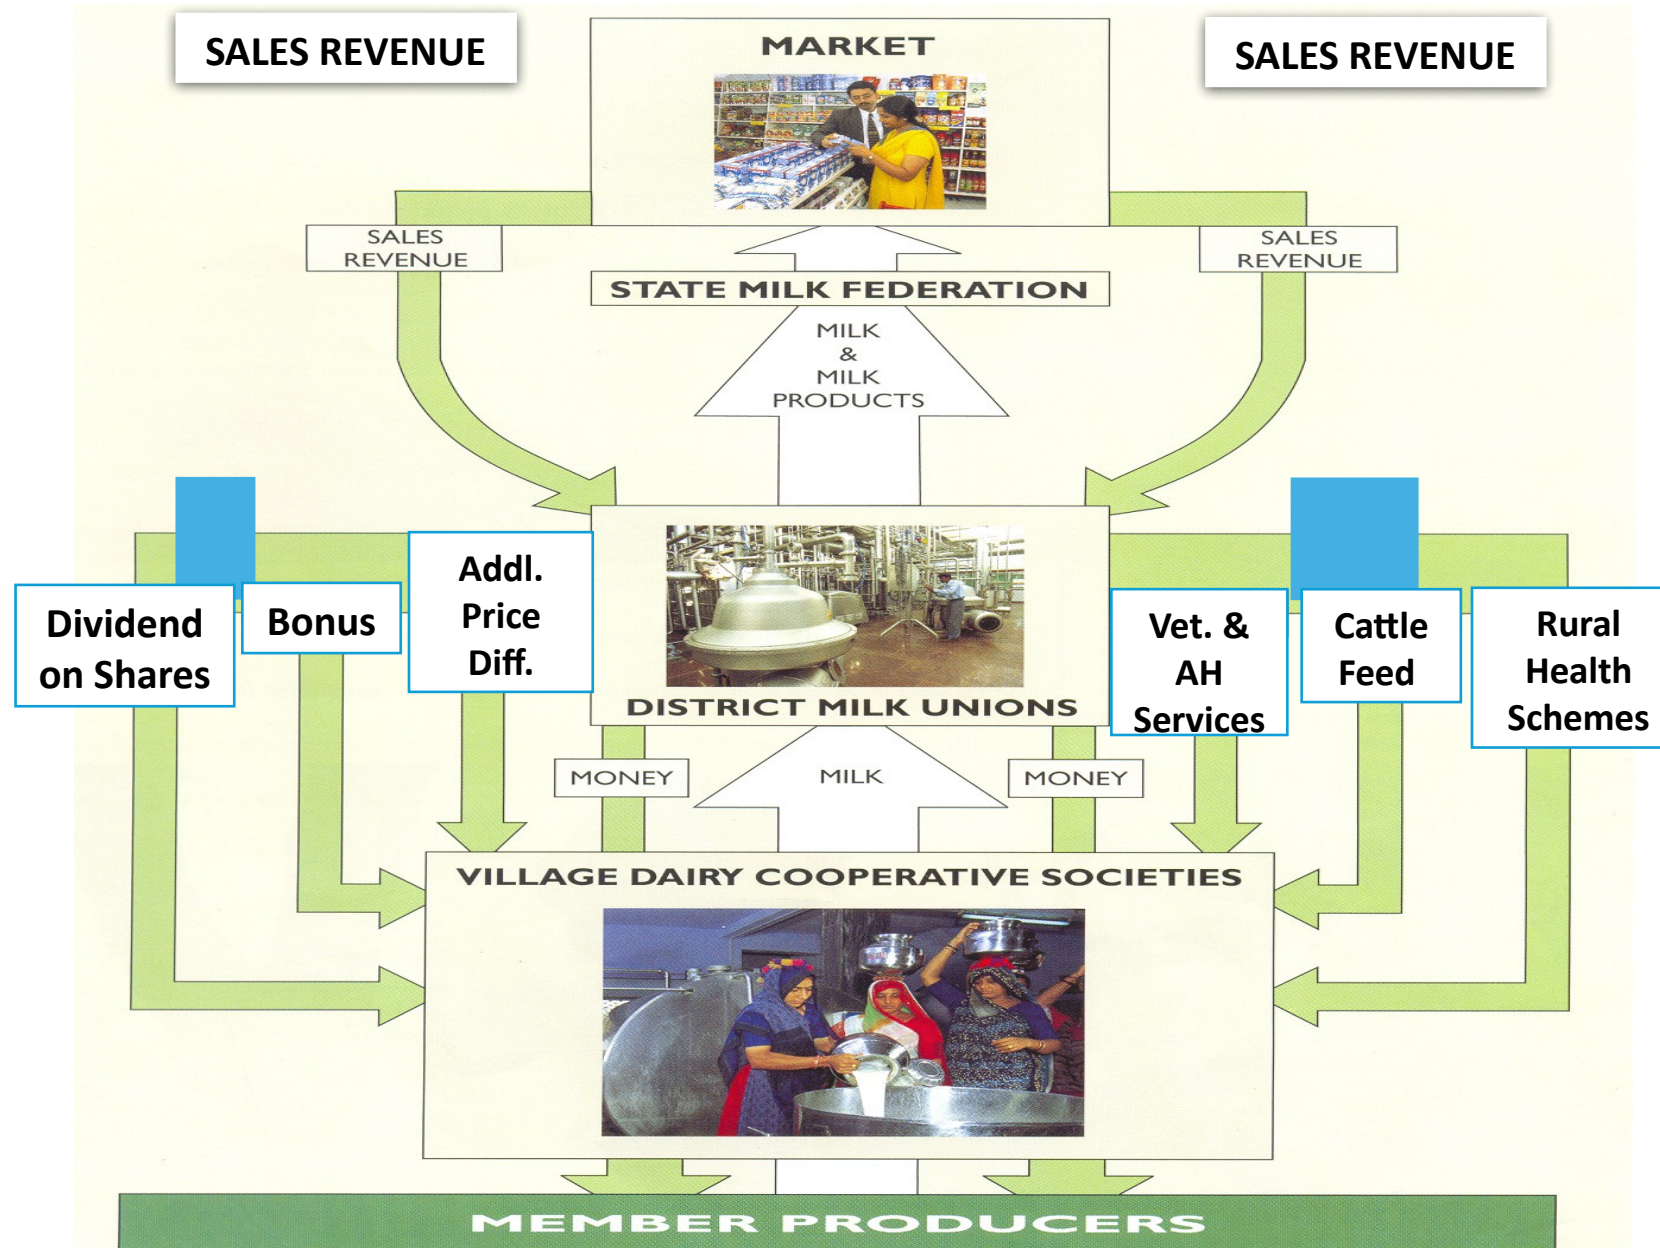 SALES REVENUE
MARKET
SALES REVENUE
SALES
REVENUE
SALES
REVENUE
STATE MILK FEDERATION
MILK
&
MILK
PRODUCTS
Dividend
on Shares
Bonus
Addl.
Price
Diff.
DISTRICT MILK UNIONS
Vet. &
AH
Services
Cattle
Feed
Rural
Health
Schemes
MONEY
MILK
MONEY
VILLAGE DAIRY COOPERATIVE SOCIETIES
MEMBER PRODUCERS